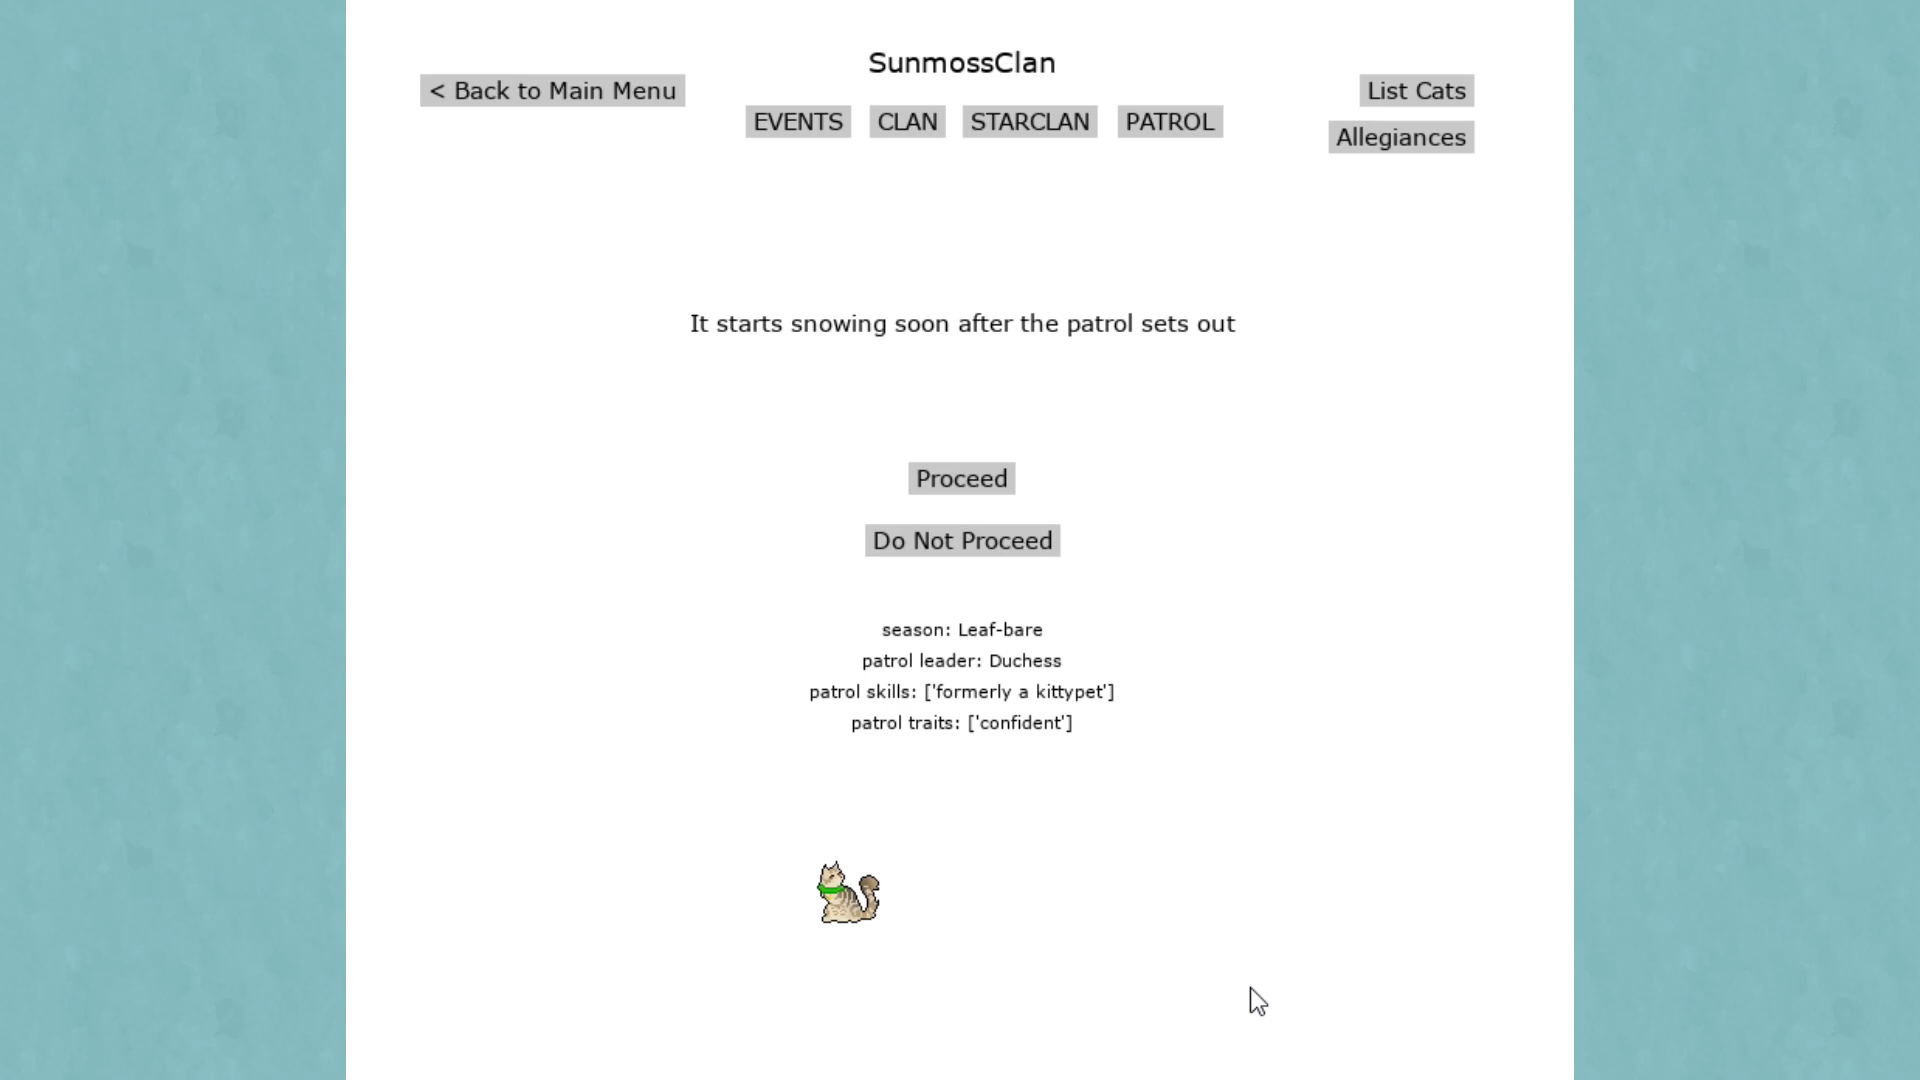 SunmossClan
< Back to Main Menu
List Cats
EVENTS CLAN STARCLAN PATROL
Allegiances
It starts snowing soon after the patrol sets out
Proceed
Do Not Proceed
season: Leaf-bare
patrol leader: Duchess
patrol skills: ['formerly a kittypet']
patrol traits: ['confident']